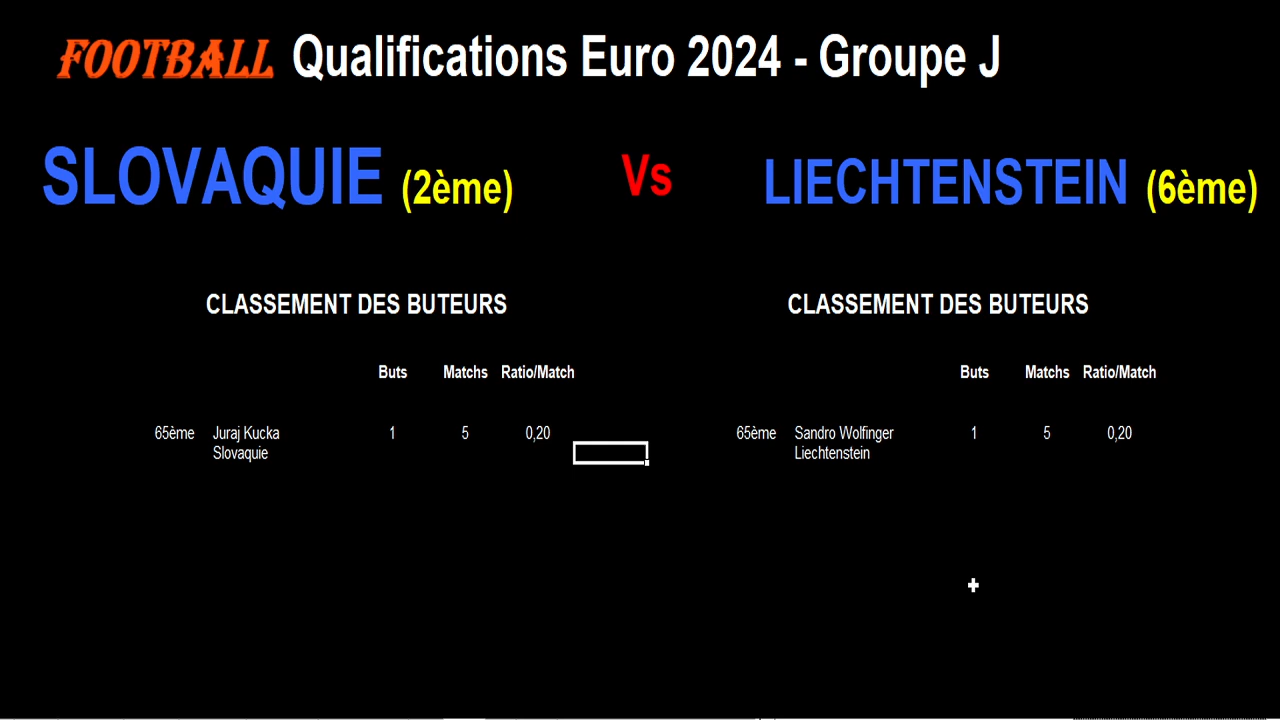 FOOTBALL Qualifications Euro 2024 - Groupe J
SLOVAQUIE (2ème) Vs LIECHTENSTEIN (6ème)
CLASSEMENT DES BUTEURS
Buts Matchs Ratio/Match
65ème Juraj Kucka 1 5 0,20
Slovaquie
CLASSEMENT DES BUTEURS
Buts Matchs Ratio/Match
65ème Sandro Wolfinger 1 5 0,20
Liechtenstein